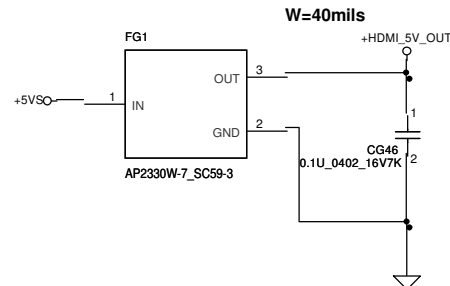 W=40mils
FG1
+HDMI_5V_OUT
OUT
3
+5VS
1
IN
1
GND
2
CG46
0.1U_0402_16V7K
2
AP2330W-7_SC59-3